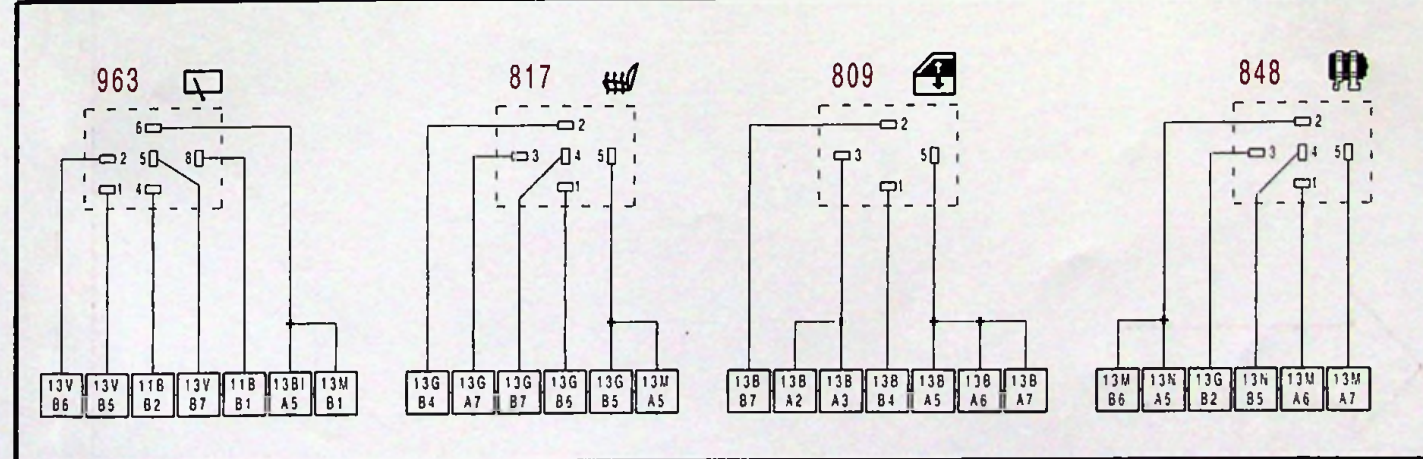 963
817
809
848
6
2 5 8
1 4
2
3 4 5
1
2
3 5
1
2
3 4 5
1
13V B6
13V B5
11B B2
13V B7
11B B1
13BI A5
13M B1
13G B4
13G A7
13G B7
13G B6
13G B5
13M A5
13B B7
13B A2
13B A3
13B B4
13B A5
13B A6
13B A7
13M B6
13N A5
13G B2
13N B5
13M A6
13M A7